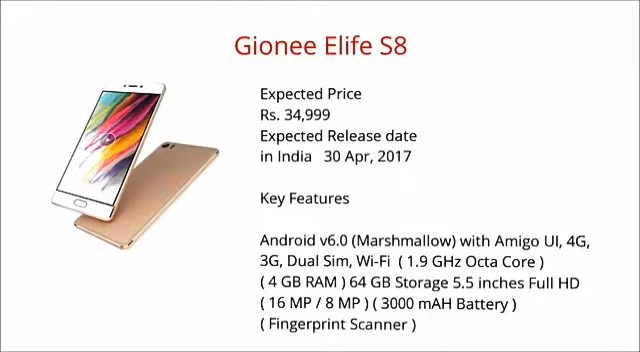 Gionee Elife S8
Expected Price
Rs. 34,999
Expected Release date
in India 30 Apr, 2017
Key Features
Android v6.0 (Marshmallow) with Amigo UI, 4G,
3G, Dual Sim, Wi-Fi ( 1.9 GHz Octa Core )
( 4 GB RAM ) 64 GB Storage 5.5 inches Full HD
( 16 MP / 8 MP ) ( 3000 mAH Battery )
( Fingerprint Scanner )